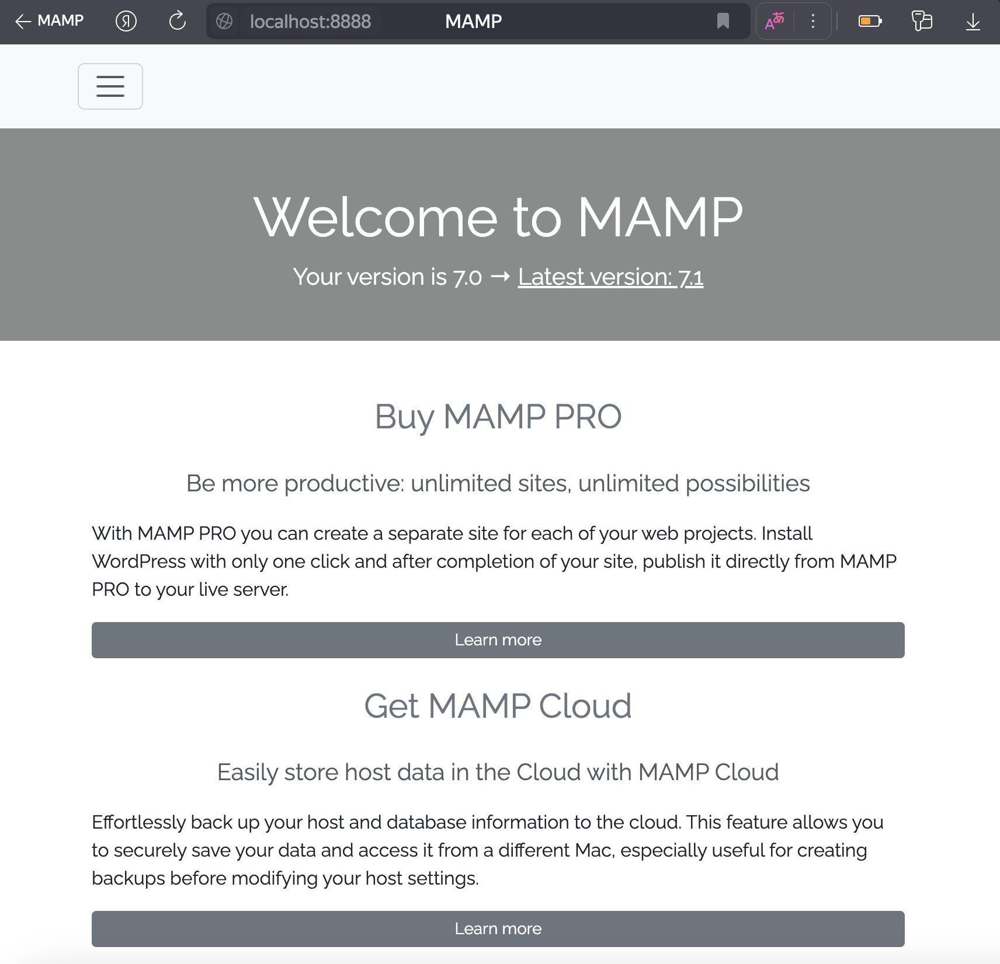 MAMP
localhost:8888
MAMP
Welcome to MAMP
Your version is 7.0 → Latest version: 7.1
Buy MAMP PRO
Be more productive: unlimited sites, unlimited possibilities
With MAMP PRO you can create a separate site for each of your web projects. Install
WordPress with only one click and after completion of your site, publish it directly from MAMP
PRO to your live server.
Learn more
Get MAMP Cloud
Easily store host data in the Cloud with MAMP Cloud
Effortlessly back up your host and database information to the cloud. This feature allows you
to securely save your data and access it from a different Mac, especially useful for creating
backups before modifying your host settings.
Learn more